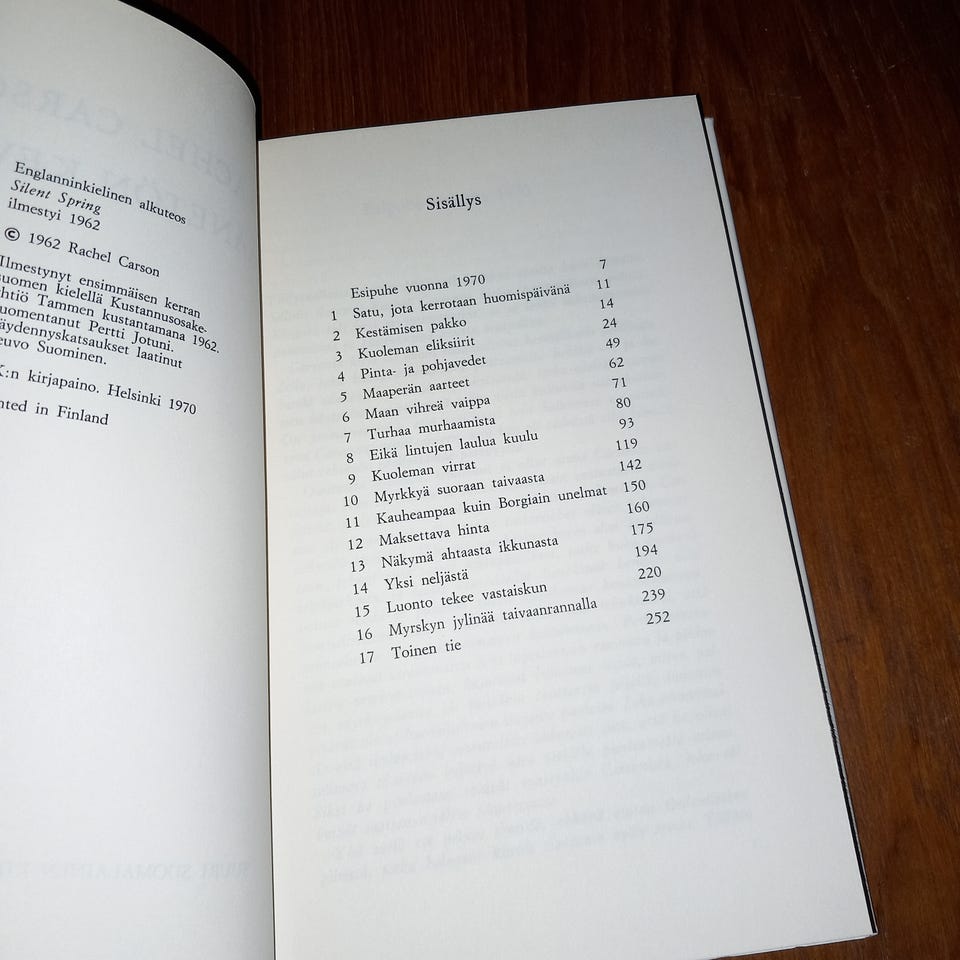 Englanninkielinen alkuteos
Silent Spring
ilmestyi 1962
© 1962 Rachel Carson
Ilmestynyt ensimmäisen kerran
suomen kielellä Kustannusosake-
yhtiö Tammen kustantamana 1962.
Suomentanut Pertti Jotuni.
Täydennyskatsaukset laatinut
Teuvo Suominen.
K:n kirjapaino. Helsinki 1970
nted in Finland
Sisällys
Esipuhe vuonna 1970 7
1 Satu, jota kerrotaan huomispäivänä 11
2 Kestämisen pakko 14
3 Kuoleman eliksiirit 24
4 Pinta- ja pohjavedet 49
5 Maaperän aarteet 62
6 Maan vihreä vaippa 71
7 Turhaa murhaamista 80
8 Eikä lintujen laulua kuulu 93
9 Kuoleman virrat 119
10 Myrkkyä suoraan taivaasta 142
11 Kauheampaa kuin Borgiain unelmat 150
12 Maksettava hinta 160
13 Näkymä ahtaasta ikkunasta 175
14 Yksi neljästä 194
15 Luonto tekee vastaiskun 220
16 Myrskyn jylinää taivaanrannalla 239
17 Toinen tie 252